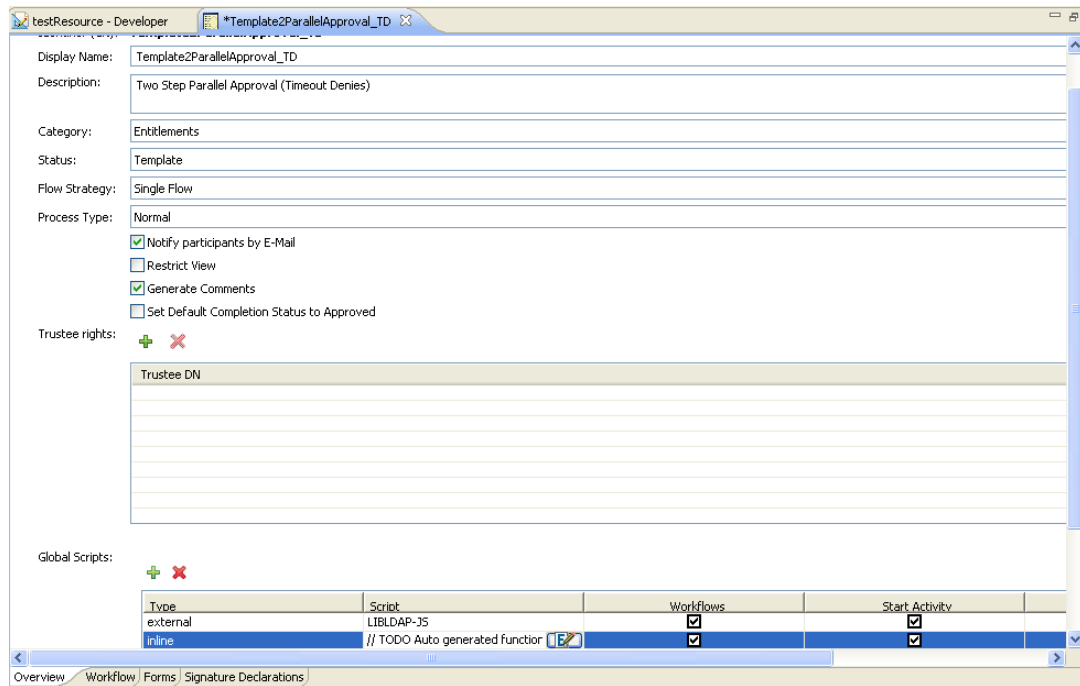 testResource - Developer
*Template2ParallelApproval_TD
Display Name: Template2ParallelApproval_TD
Description: Two Step Parallel Approval (Timeout Denies)
Category: Entitlements
Status: Template
Flow Strategy: Single Flow
Process Type: Normal
Notify participants by E-Mail
Restrict View
Generate Comments
Set Default Completion Status to Approved
Trustee rights:
Trustee DN
Global Scripts:
Type Script Workflows Start Activity
external LIBLDAP-JS
inline // TODO Auto generated function
Overview Workflow Forms Signature Declarations